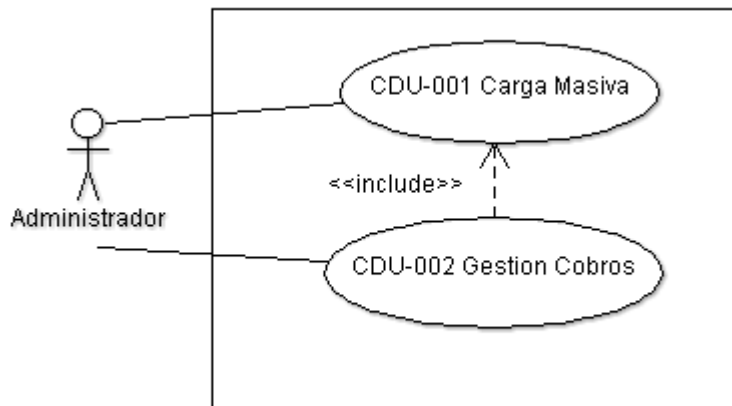 CDU-001 Carga Masiva
<<include>>
Administrador
CDU-002 Gestion Cobros